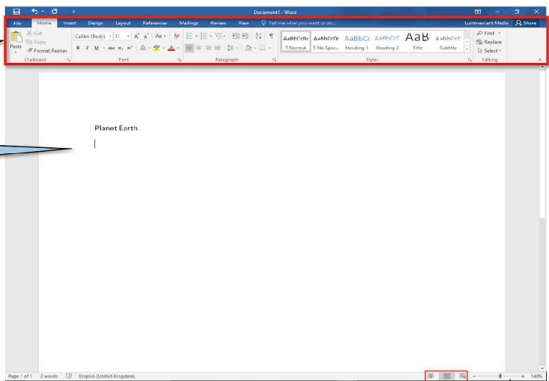 Document1 - Word
File Home Insert Design Layout References Mailings Review View Tell me what you want to do... Luminescent Media Share
Cut
Copy
Format Painter
Paste
Calibri (Body) 11
Find
Replace
Select
AaBbCcDc AaBbCcDc AaBbCc AaBbCcC AaB AaBbCcC
¶ Normal ¶ No Spac... Heading 1 Heading 2 Title Subtitle
Clipboard Font Paragraph Styles Editing
Planet Earth
Page 1 of 1 2 words English (United Kingdom) 140%